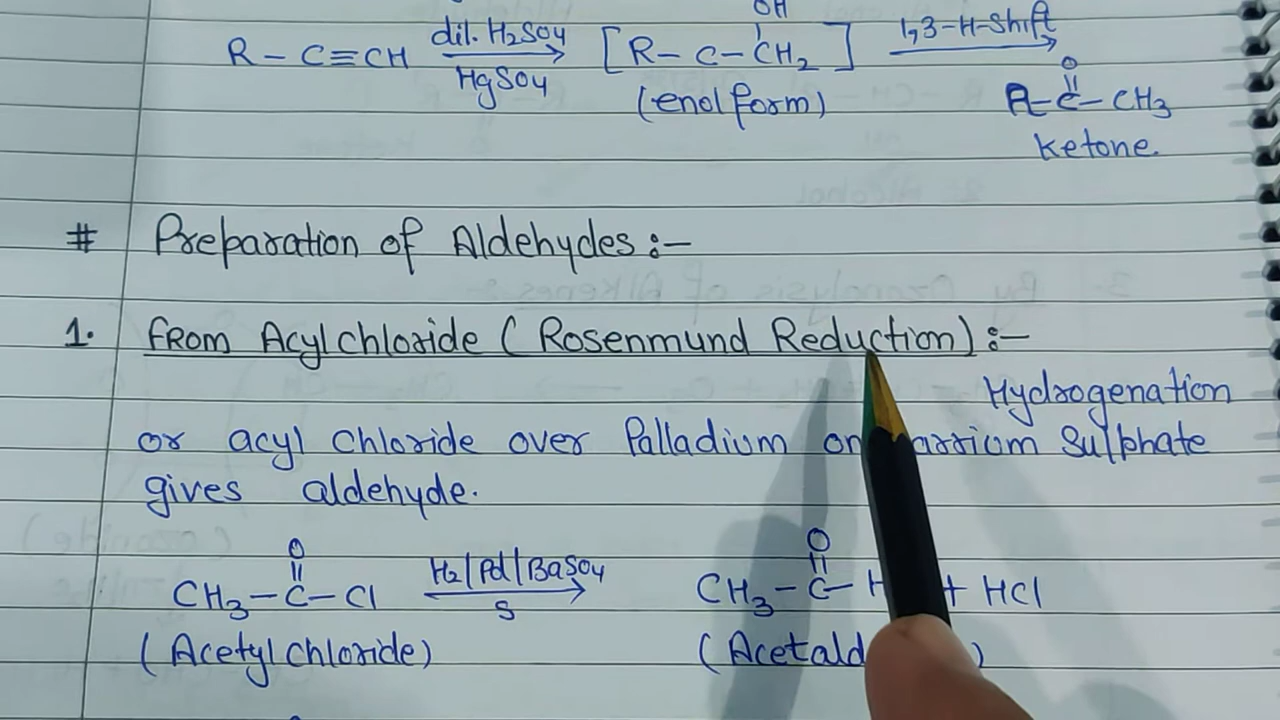 OH
R - C≡CH dil. H2SO4 / HgSO4 → [R - C - CH2] 1,3-H-Shift →
(enol form)
O
R - C - CH3
Ketone.
# Preparation of Aldehydes :-
1. from Acyl chloride ( Rosenmund Reduction) :-
Hydrogenation
or acyl chloride over Palladium on Sulphate
gives aldehyde.
O O
CH3 - C - Cl H2/Pd/BaSO4 / S → CH3 - C - H + HCl
( Acetyl chloride) ( Acetald )